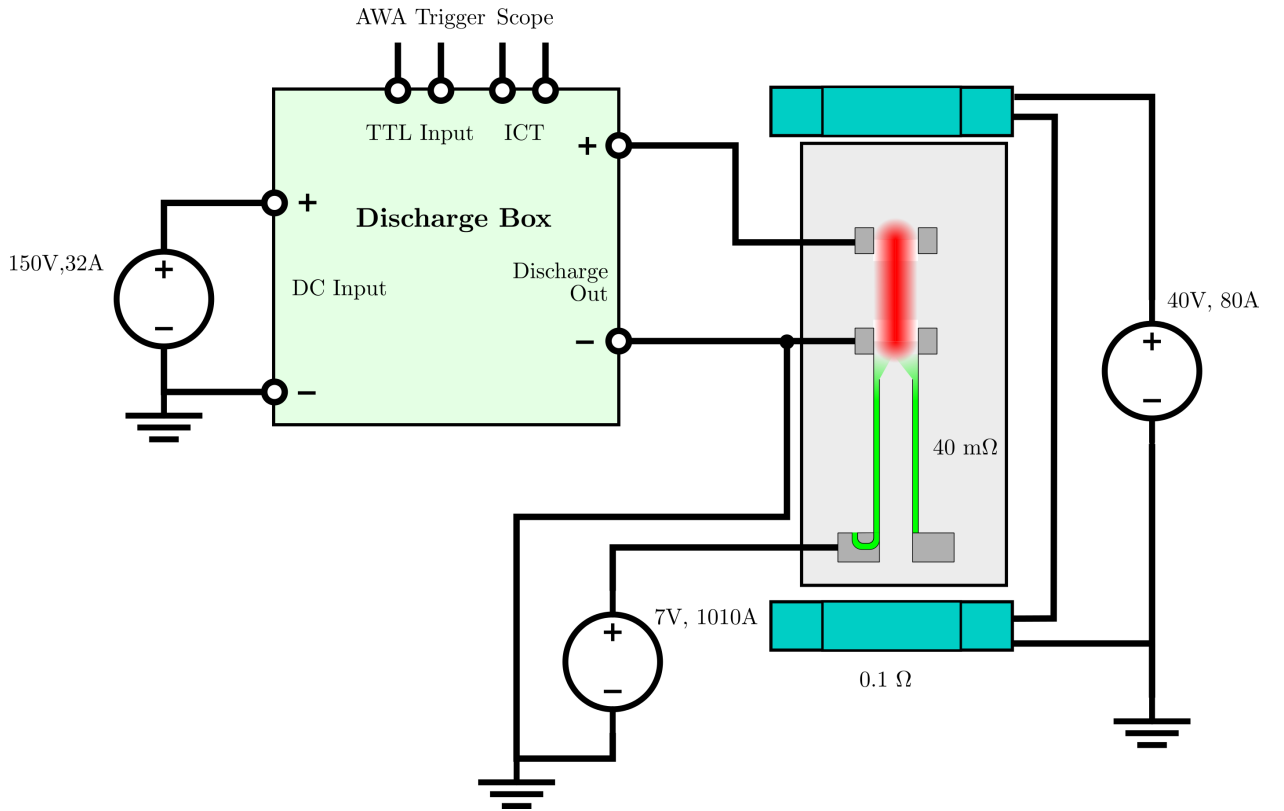 AWA Trigger Scope
TTL Input ICT
+
+
Discharge Box
150V,32A
+
−
DC Input
Discharge
Out
−
−
40V, 80A
+
−
40 mΩ
7V, 1010A
+
−
0.1 Ω